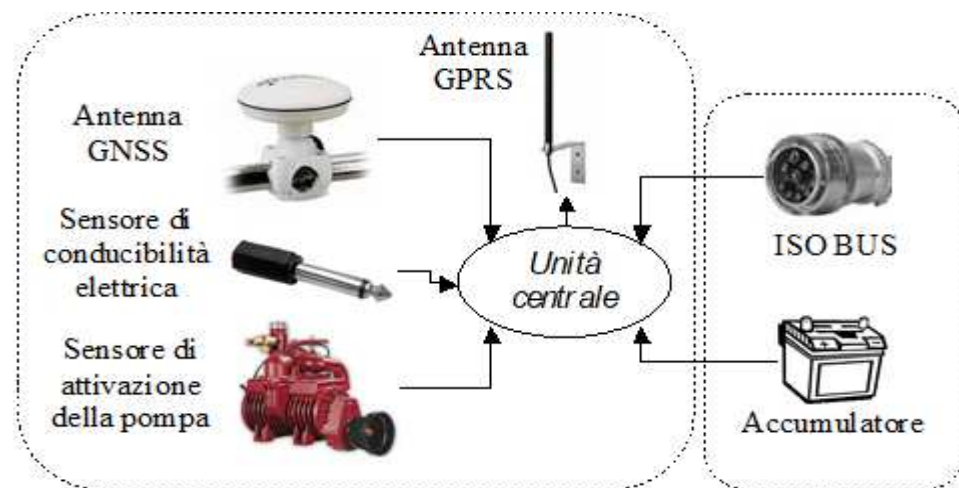 Antenna
GNSS
Antenna
GPRS
Sensore di
conducibilità
elettrica
Sensore di
attivazione
della pompa
Unità
centrale
ISO BUS
Accumulatore